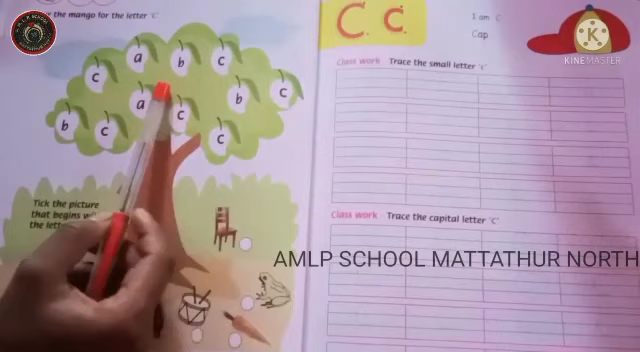 the mango for the letter 'C'
a
b
c
c
b
c
a
c
b
c
c
Tick the picture
that begins
the
C c
I am C
Cap
Class work Trace the small letter 'c'
Class work Trace the capital letter 'C'
AMLP SCHOOL MATTATHUR NORTH
K
KINEMASTER